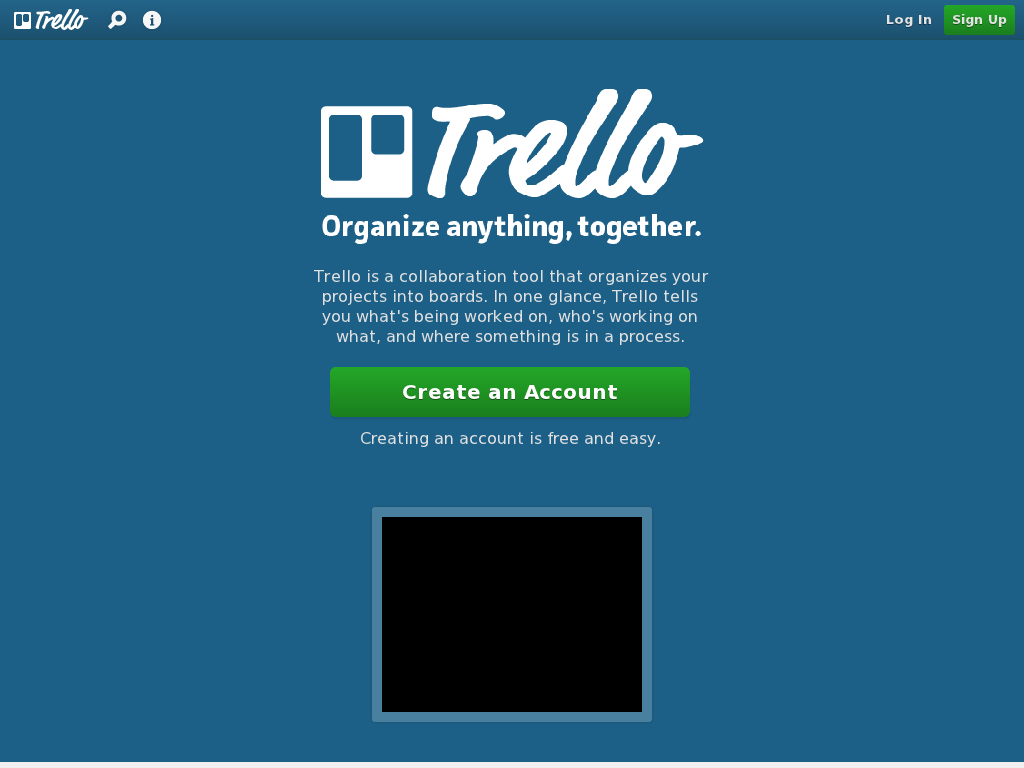 Trello
Log In
Sign Up
Trello
Organize anything, together.
Trello is a collaboration tool that organizes your
projects into boards. In one glance, Trello tells
you what's being worked on, who's working on
what, and where something is in a process.
Create an Account
Creating an account is free and easy.